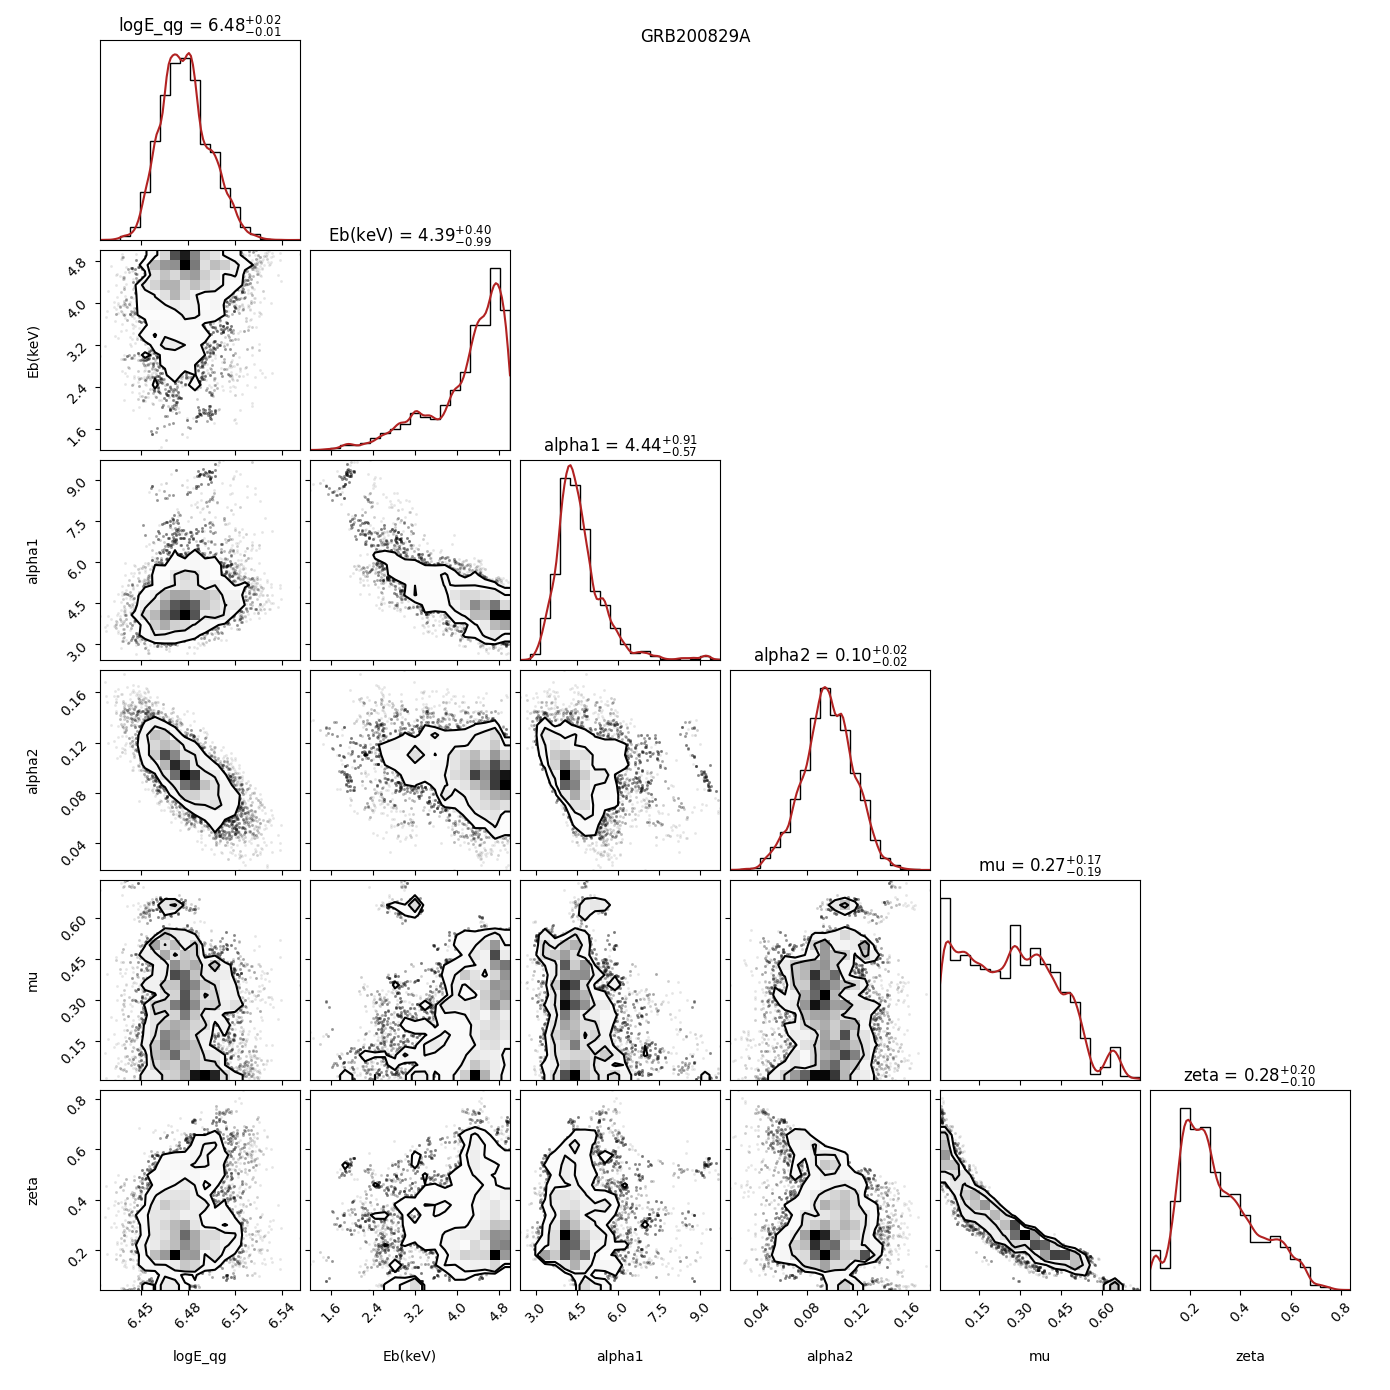 GRB200829A
logE_qg = 6.48+0.02−0.01
Eb(keV) = 4.39+0.40−0.99
4.8
4.0
3.2
2.4
1.6
Eb(keV)
alpha1 = 4.44+0.91−0.57
9.0
7.5
6.0
4.5
3.0
alpha1
alpha2 = 0.10+0.02−0.02
0.16
0.12
0.08
0.04
alpha2
mu = 0.27+0.17−0.19
0.60
0.45
0.30
0.15
mu
zeta = 0.28+0.20−0.10
0.8
0.6
0.4
0.2
zeta
6.45 6.48 6.51 6.54 1.6 2.4 3.2 4.0 4.8 3.0 4.5 6.0 7.5 9.0 0.04 0.08 0.12 0.16 0.15 0.30 0.45 0.60 0.2 0.4 0.6 0.8
logE_qg Eb(keV) alpha1 alpha2 mu zeta